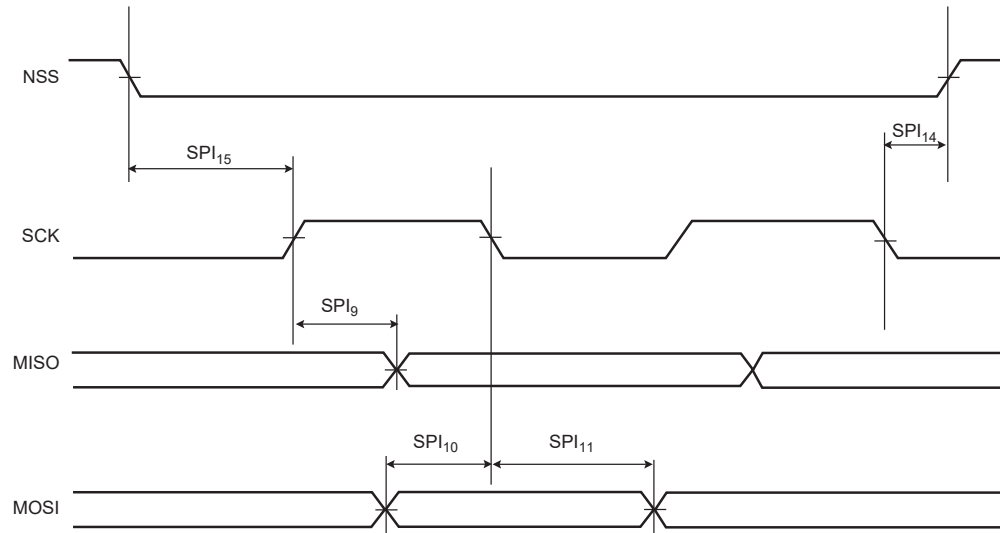 NSS
SPI₁₄
SPI₁₅
SCK
SPI₉
MISO
SPI₁₀ SPI₁₁
MOSI